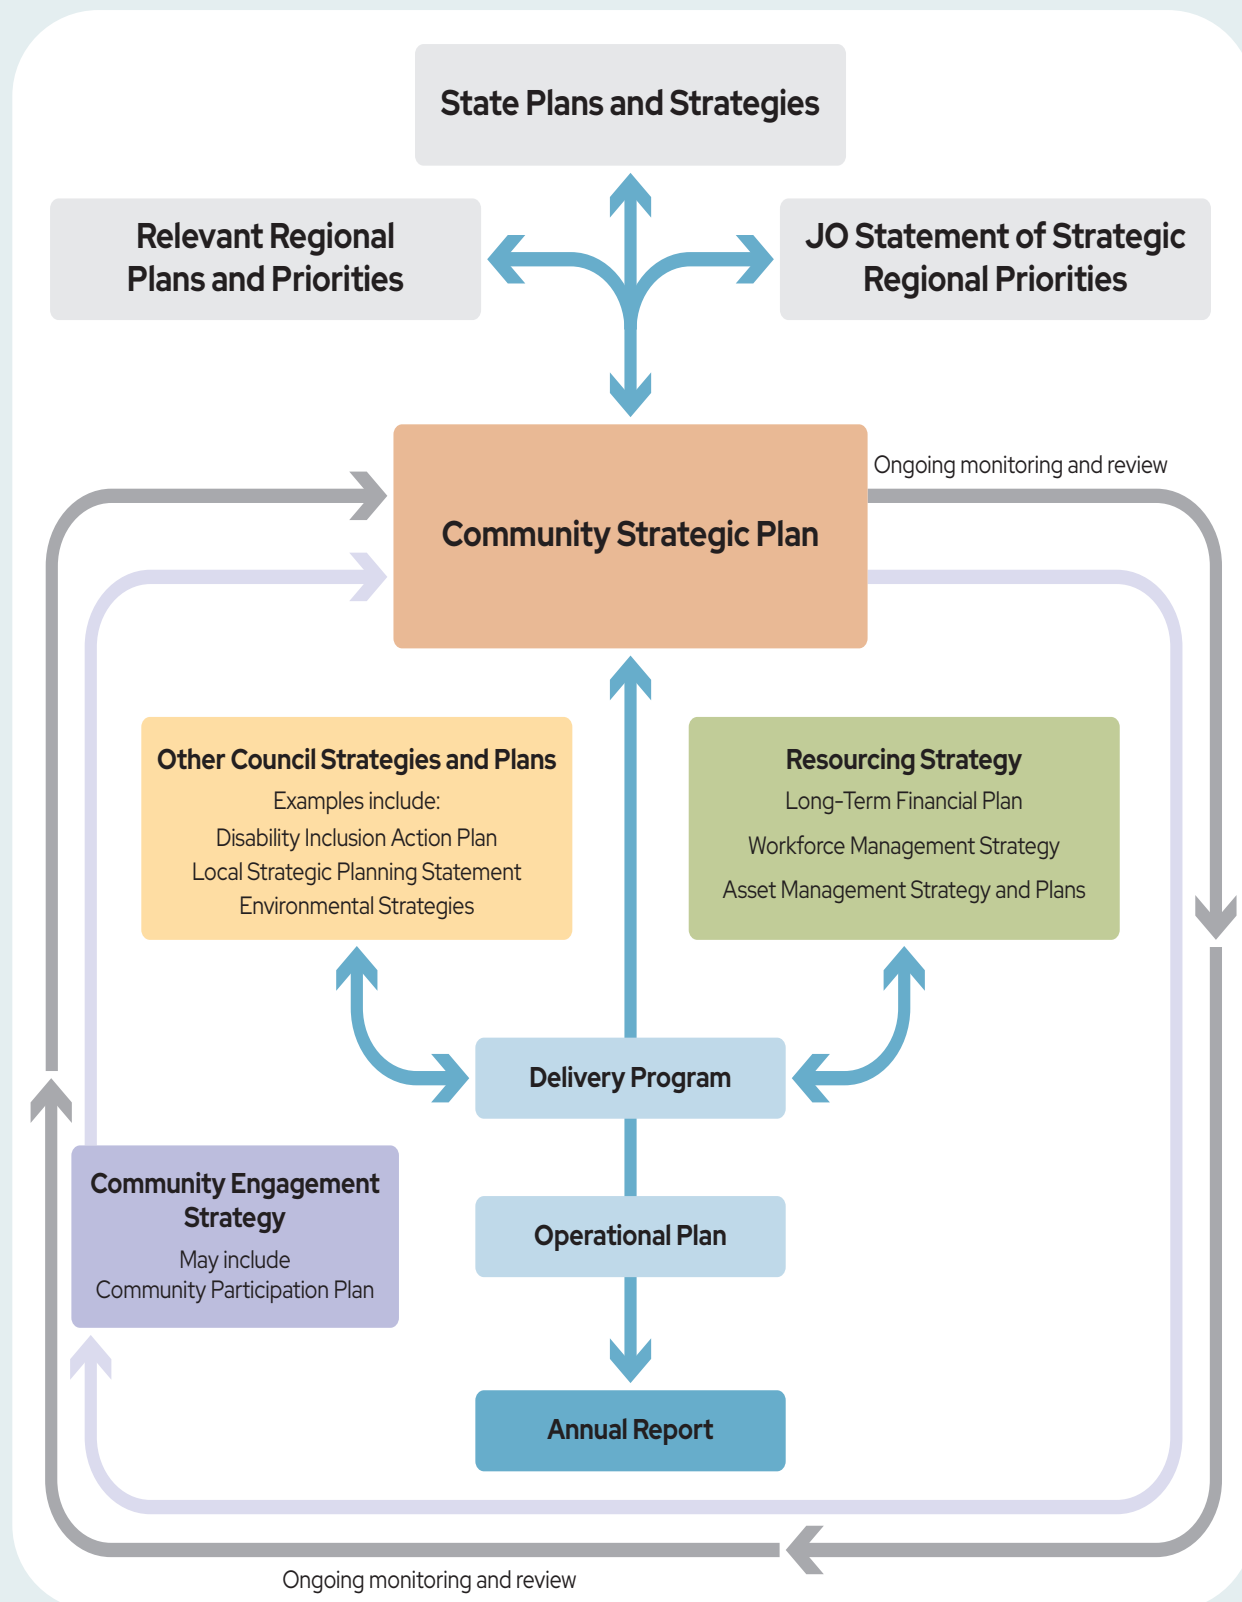 State Plans and Strategies
Relevant Regional
Plans and Priorities
JO Statement of Strategic
Regional Priorities
Ongoing monitoring and review
Community Strategic Plan
Other Council Strategies and Plans
Examples include:
Disability Inclusion Action Plan
Local Strategic Planning Statement
Environmental Strategies
Resourcing Strategy
Long-Term Financial Plan
Workforce Management Strategy
Asset Management Strategy and Plans
Delivery Program
Community Engagement
Strategy
May include
Community Participation Plan
Operational Plan
Annual Report
Ongoing monitoring and review